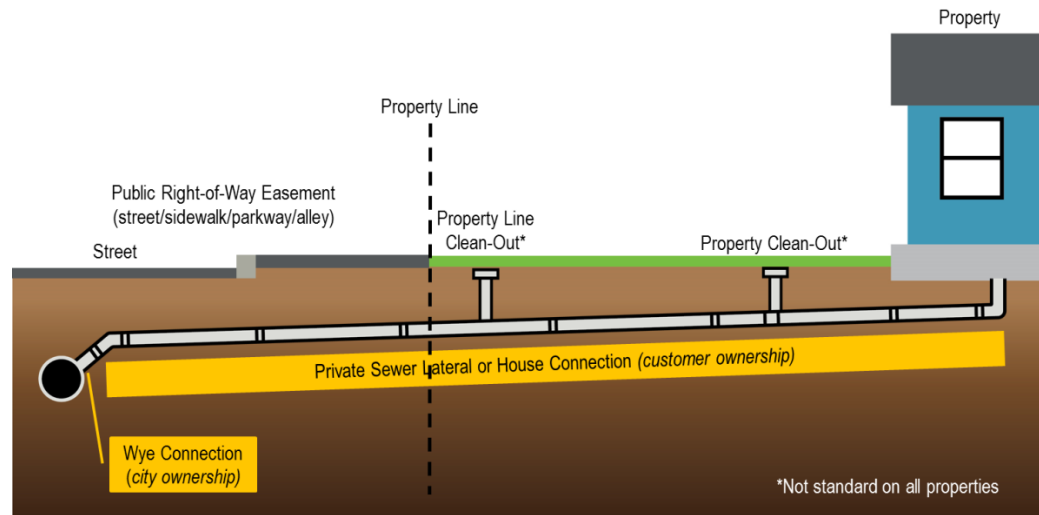 Property
Property Line
Public Right-of-Way Easement
(street/sidewalk/parkway/alley)
Property Line
Clean-Out*
Property Clean-Out*
Street
Private Sewer Lateral or House Connection (customer ownership)
Wye Connection
(city ownership)
*Not standard on all properties